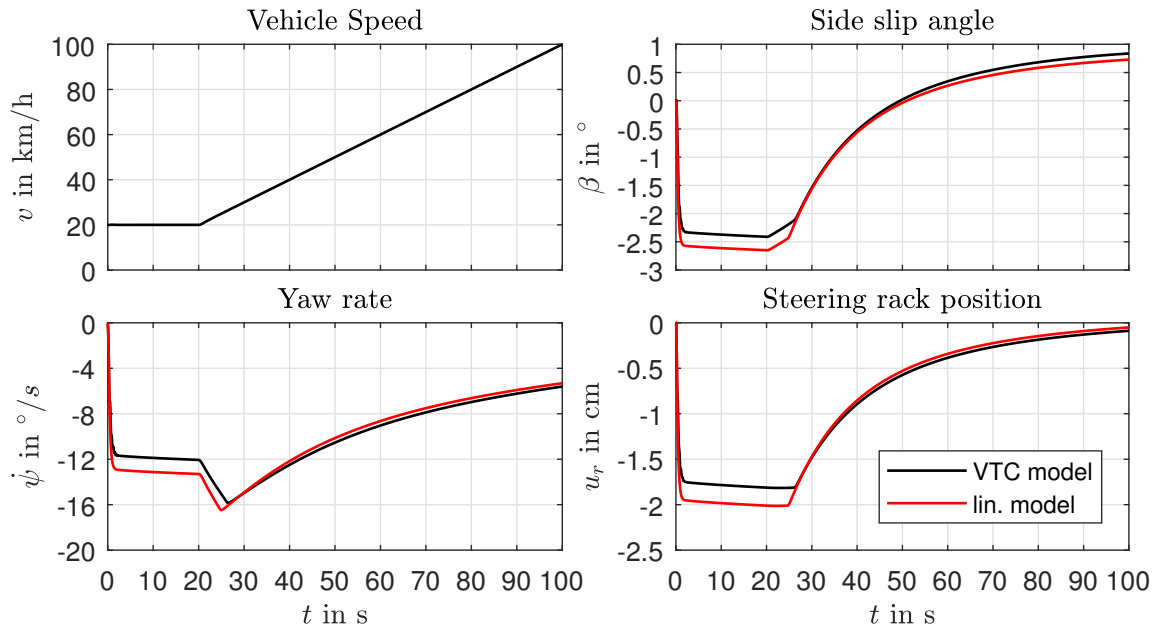 Vehicle Speed
100
80
60
40
20
0
v in km/h
Side slip angle
1
0.5
0
-0.5
-1
-1.5
-2
-2.5
-3
β in °
Yaw rate
0
-4
-8
-12
-16
-20
ψ̇ in °/s
0 10 20 30 40 50 60 70 80 90 100
t in s
Steering rack position
0
-0.5
-1
-1.5
-2
-2.5
u_r in cm
VTC model
lin. model
0 10 20 30 40 50 60 70 80 90 100
t in s